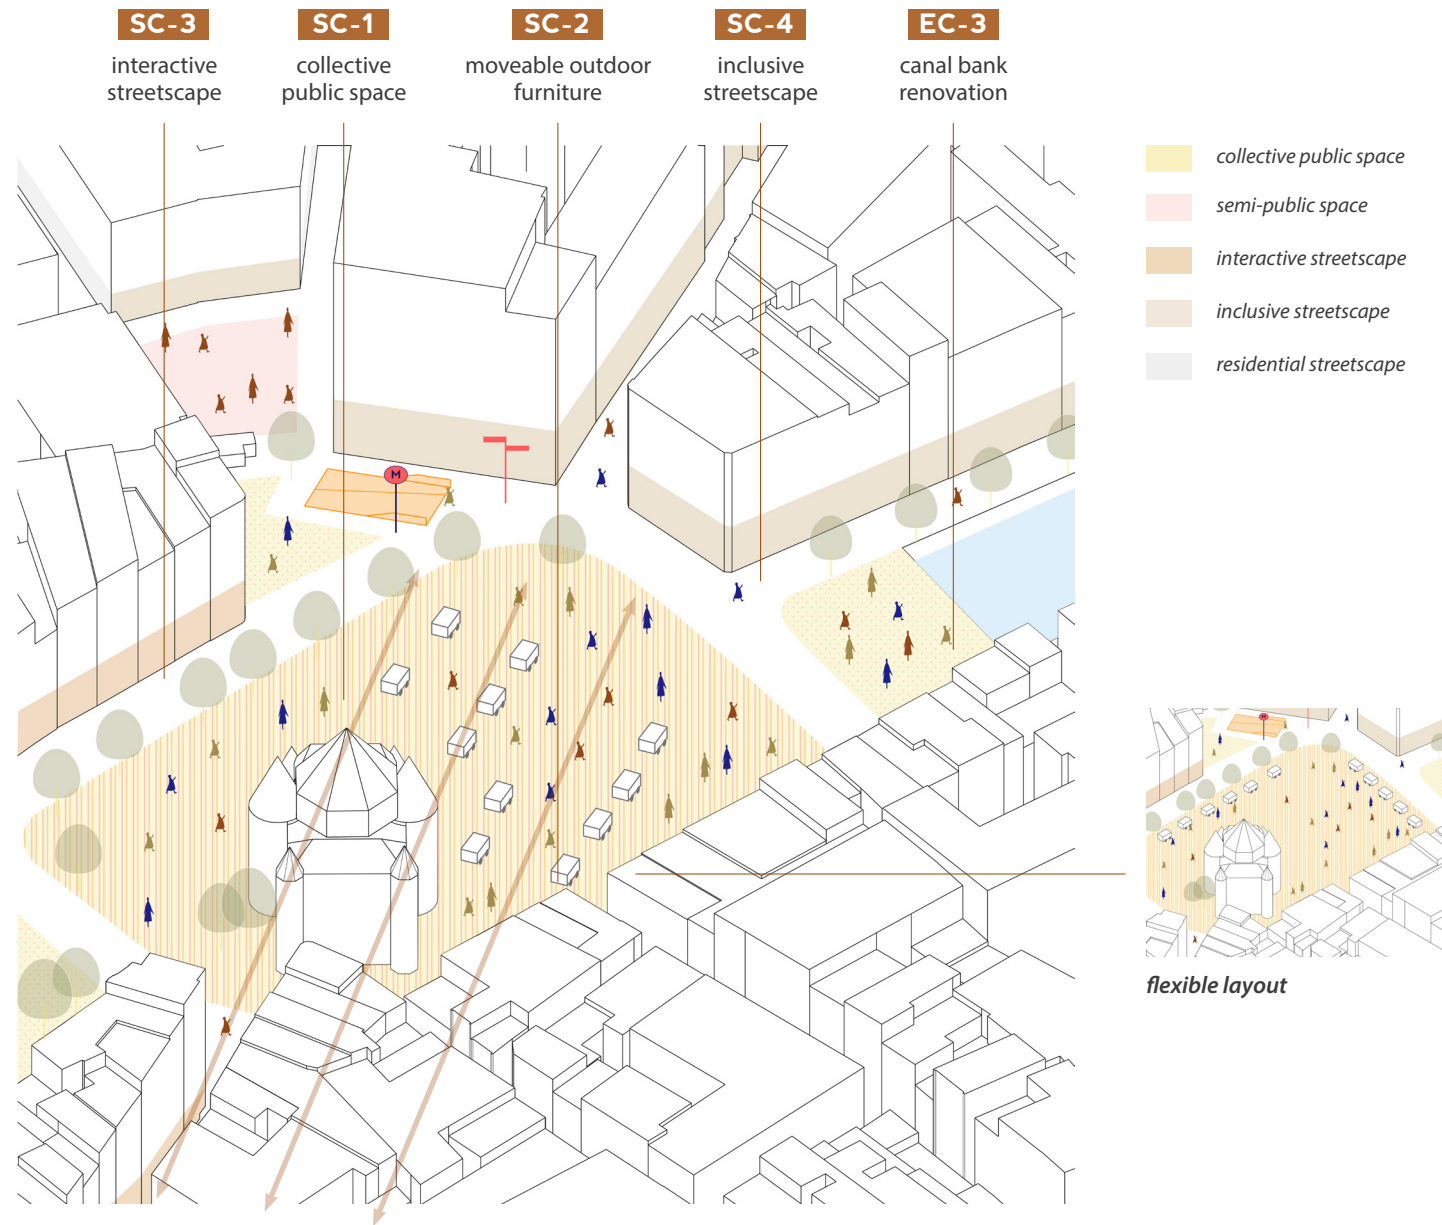 SC-3
interactive
streetscape
SC-1
collective
public space
SC-2
moveable outdoor
furniture
SC-4
inclusive
streetscape
EC-3
canal bank
renovation
collective public space
semi-public space
interactive streetscape
inclusive streetscape
residential streetscape
M
M
flexible layout